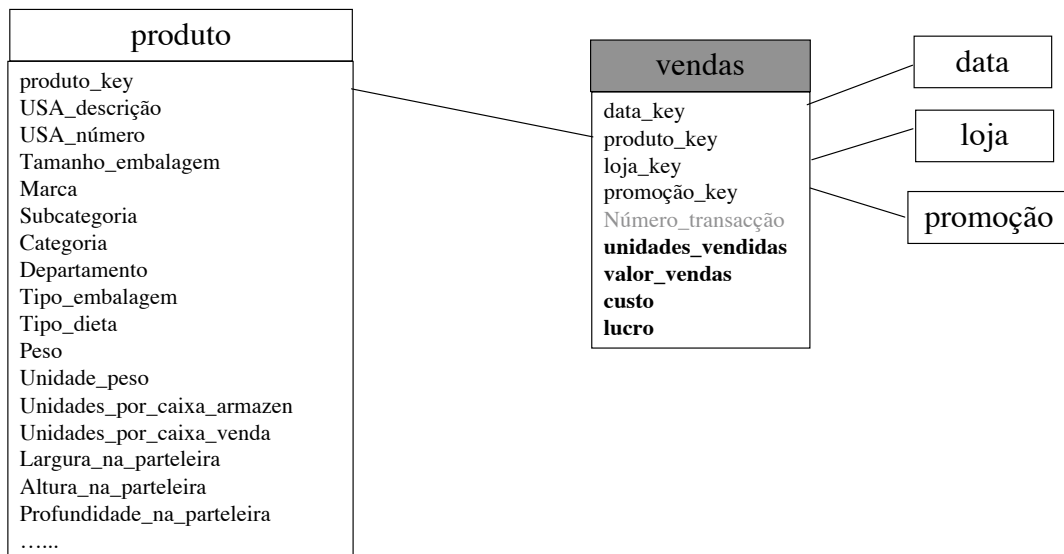 produto
produto_key
USA_descrição
USA_número
Tamanho_embalagem
Marca
Subcategoria
Categoria
Departamento
Tipo_embalagem
Tipo_dieta
Peso
Unidade_peso
Unidades_por_caixa_armazen
Unidades_por_caixa_venda
Largura_na_parteleira
Altura_na_parteleira
Profundidade_na_parteleira
…...
vendas
data_key
produto_key
loja_key
promoção_key
Número_transacção
unidades_vendidas
valor_vendas
custo
lucro
data
loja
promoção